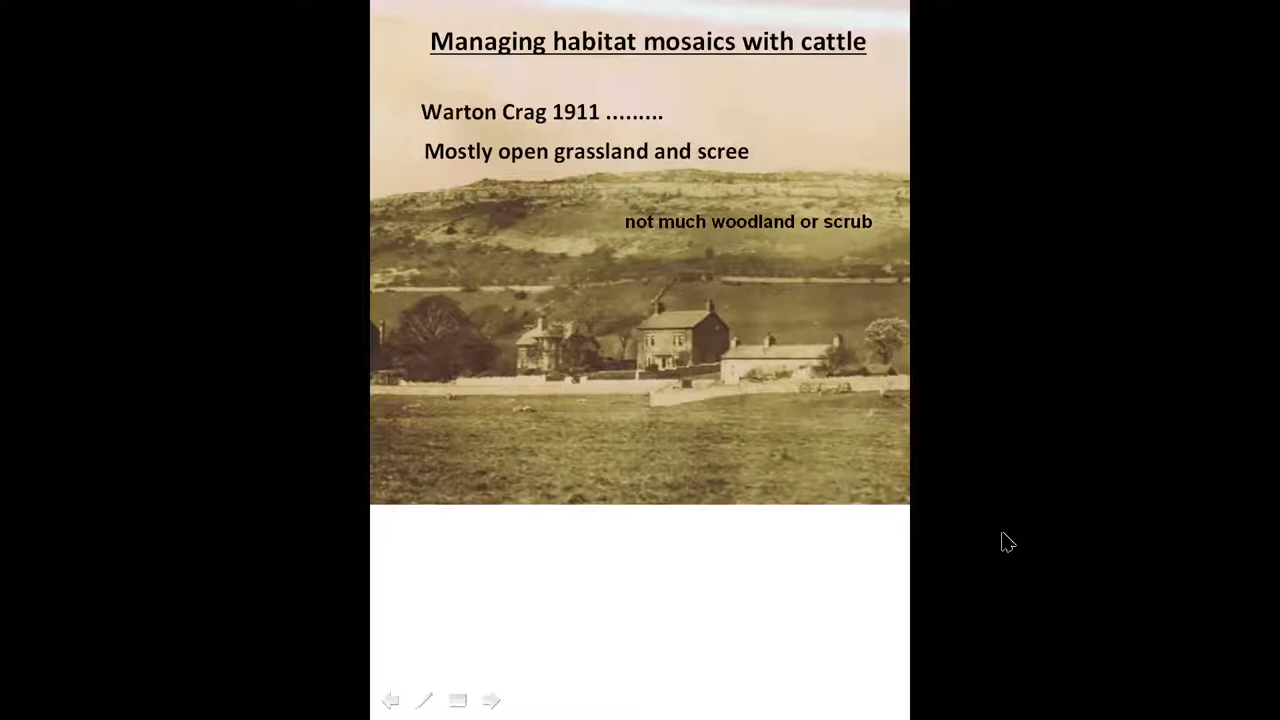 Managing habitat mosaics with cattle
Warton Crag 1911 .........
Mostly open grassland and scree
not much woodland or scrub